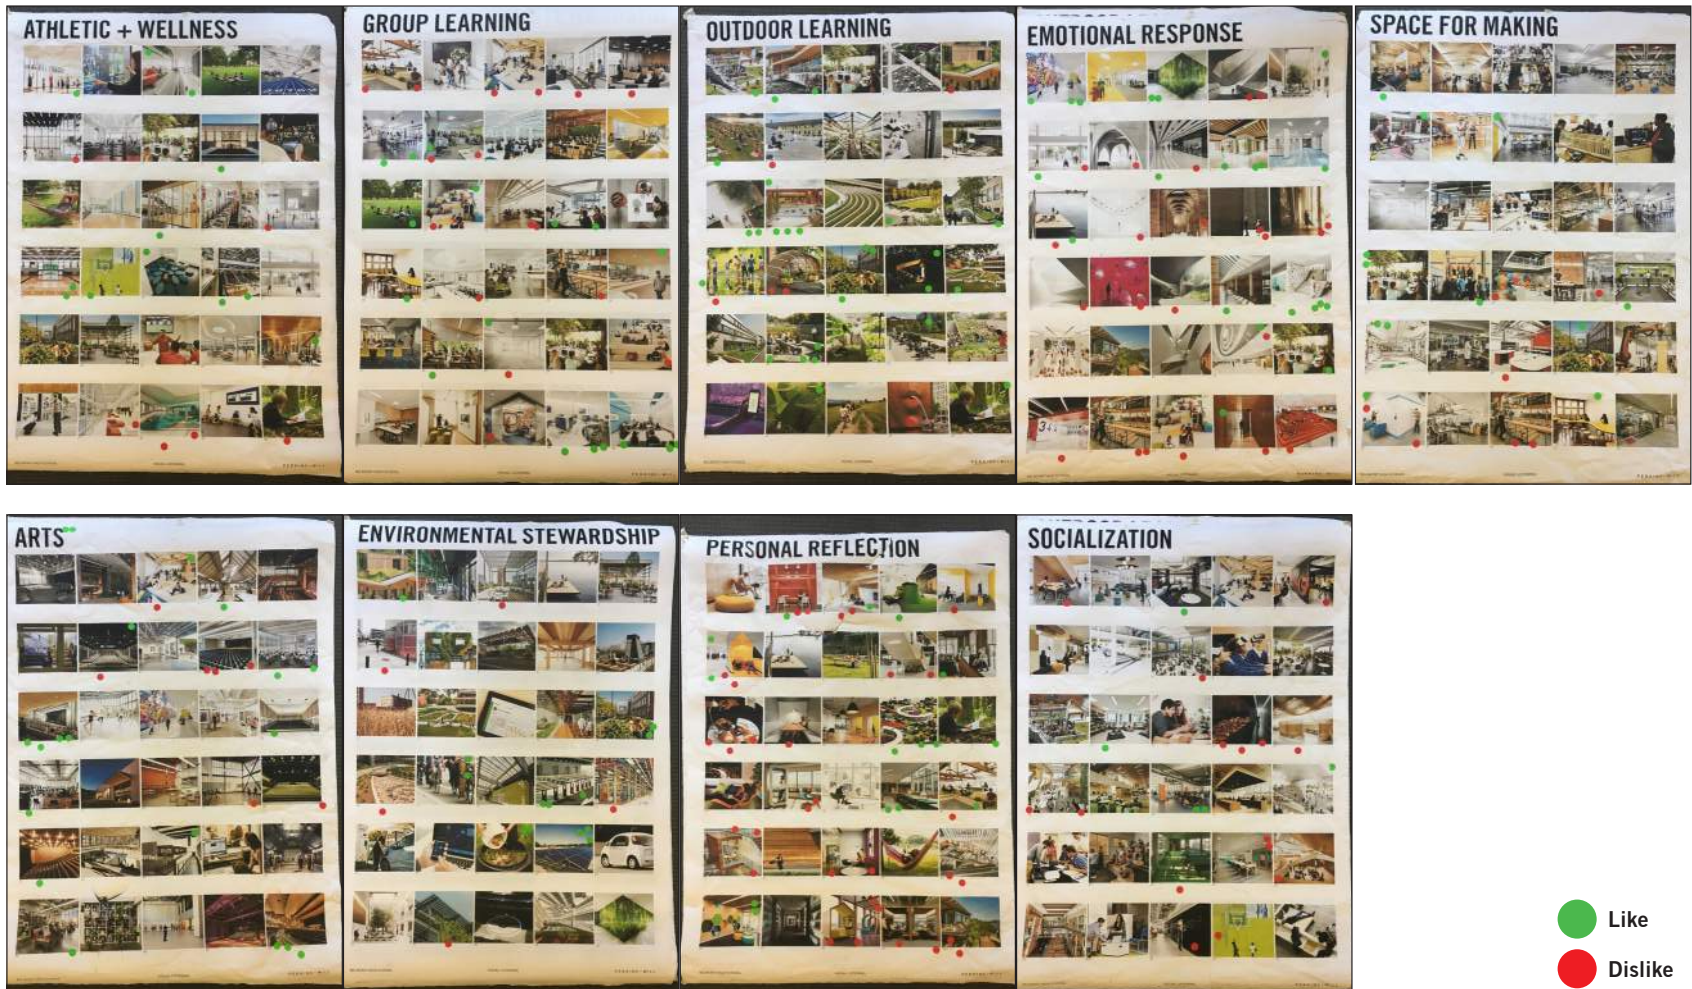 ATHLETIC + WELLNESS
GROUP LEARNING
OUTDOOR LEARNING
EMOTIONAL RESPONSE
SPACE FOR MAKING
ARTS
ENVIRONMENTAL STEWARDSHIP
PERSONAL REFLECTION
SOCIALIZATION
Like
Dislike